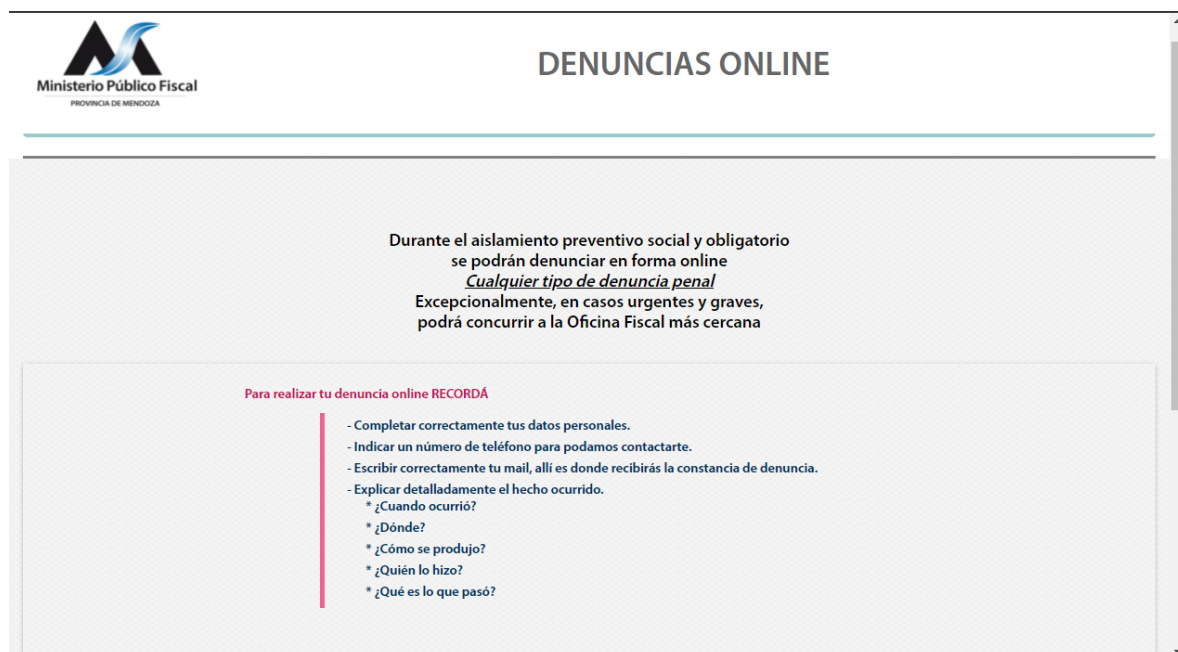 Ministerio Público Fiscal
PROVINCIA DE MENDOZA
DENUNCIAS ONLINE
Durante el aislamiento preventivo social y obligatorio
se podrán denunciar en forma online
Cualquier tipo de denuncia penal
Excepcionalmente, en casos urgentes y graves,
podrá concurrir a la Oficina Fiscal más cercana
Para realizar tu denuncia online RECORDÁ
- Completar correctamente tus datos personales.
- Indicar un número de teléfono para podamos contactarte.
- Escribir correctamente tu mail, allí es donde recibirás la constancia de denuncia.
- Explicar detalladamente el hecho ocurrido.
* ¿Cuando ocurrió?
* ¿Dónde?
* ¿Cómo se produjo?
* ¿Quién lo hizo?
* ¿Qué es lo que pasó?